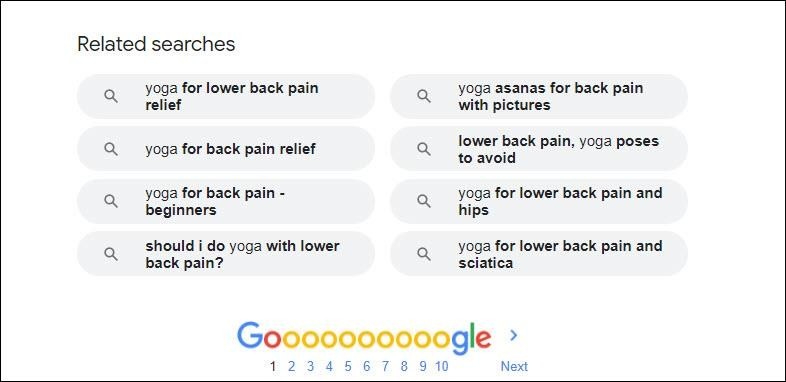 Related searches
yoga for lower back pain
relief
yoga asanas for back pain
with pictures
yoga for back pain relief
lower back pain, yoga poses
to avoid
yoga for back pain -
beginners
yoga for lower back pain and
hips
should i do yoga with lower
back pain?
yoga for lower back pain and
sciatica
Goooooooooogle >
1 2 3 4 5 6 7 8 9 10 Next